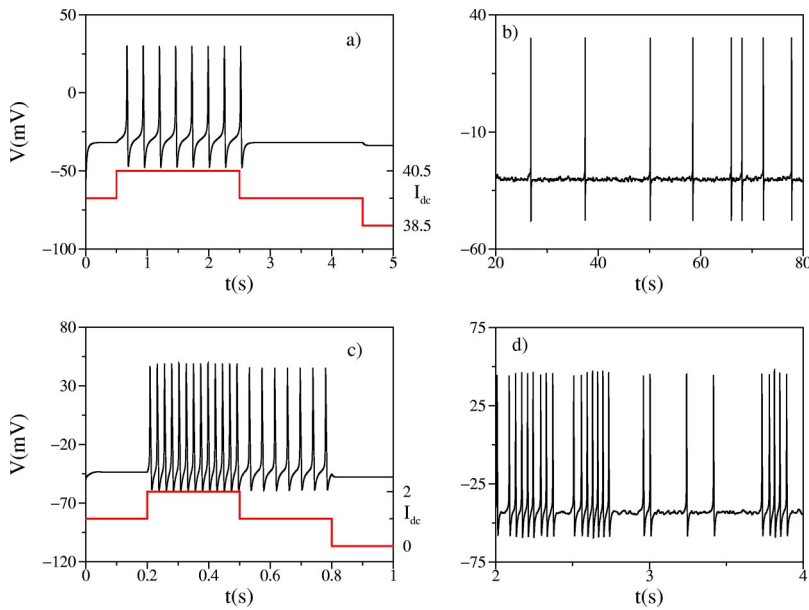 50
a)
0
V(mV)
-50
40.5
I_dc
38.5
-100
0 1 2 3 4 5
t(s)
-30
b)
-10
-60
20 40 60 80
t(s)
80
c)
50
V(mV)
-20
-70
2
I_dc
-120
0
0 0.2 0.4 0.6 0.8 1
t(s)
75
d)
25
-25
-75
2 3 4
t(s)